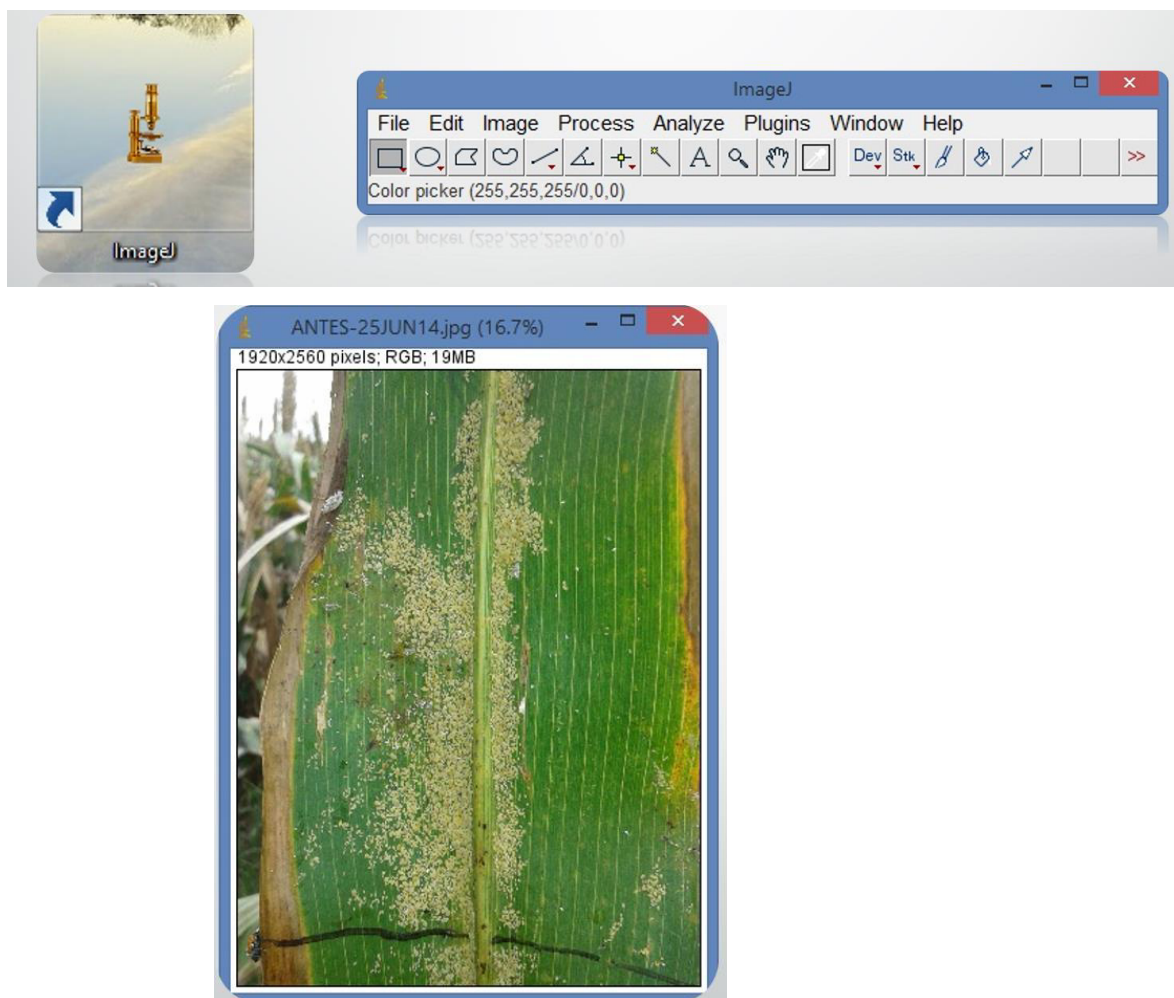 ImageJ
ImageJ
File Edit Image Process Analyze Plugins Window Help
A Dev Stk >>
Color picker (255,255,255/0,0,0)
ANTES-25JUN14.jpg (16.7%)
1920x2560 pixels; RGB; 19MB